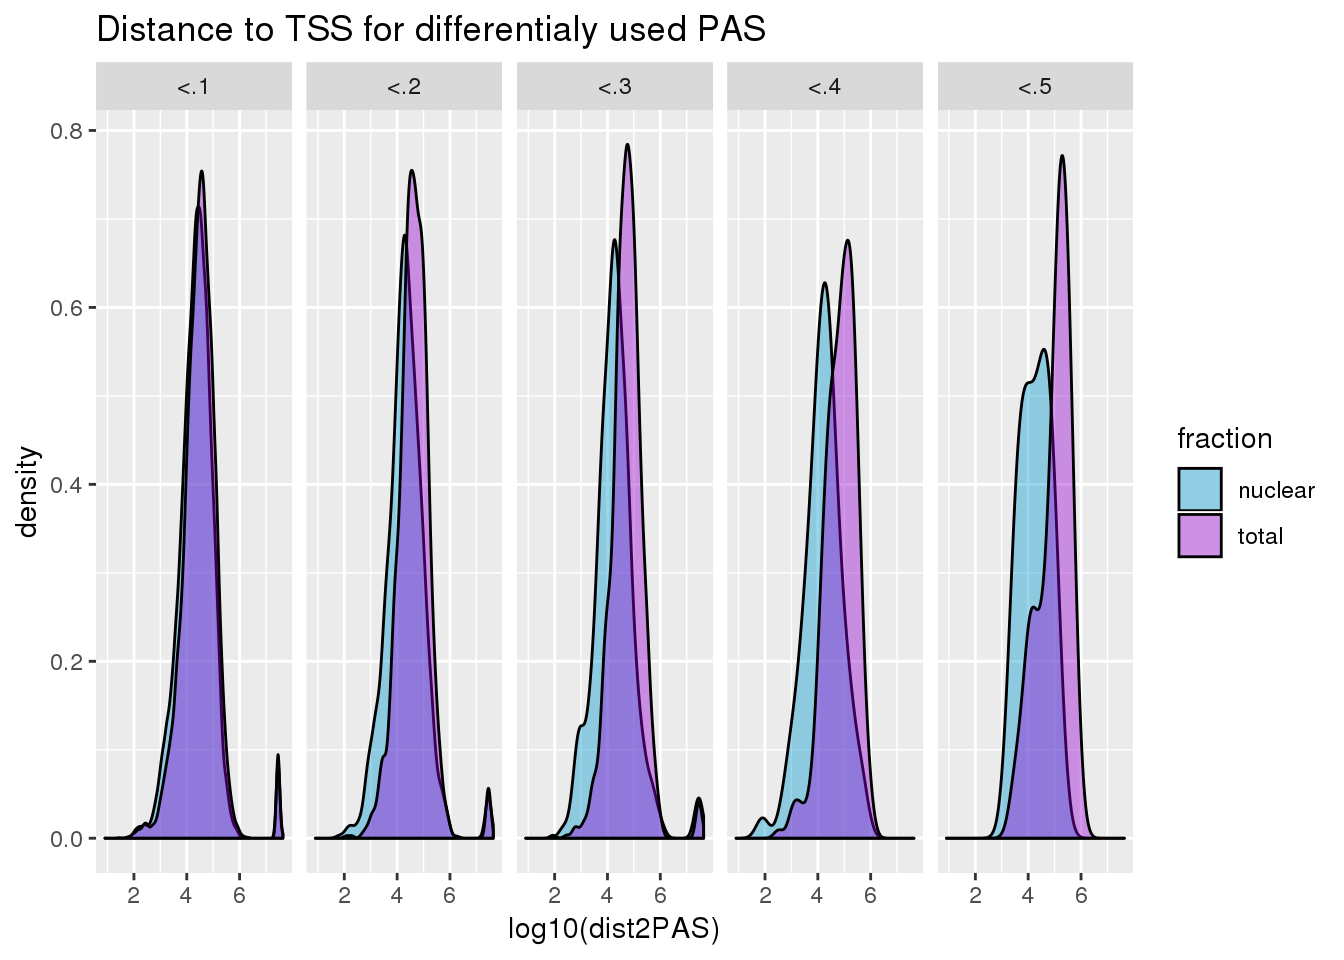 Distance to TSS for differentialy used PAS
<.1 <.2 <.3 <.4 <.5
0.8
0.6
0.4
0.2
0.0
density
2 4 6 2 4 6 2 4 6 2 4 6 2 4 6
log10(dist2PAS)
fraction
nuclear
total